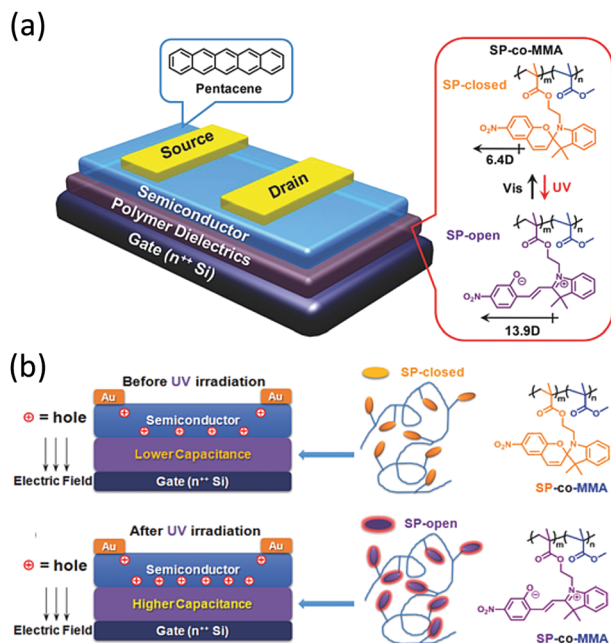 (a)
Pentacene
Source
Drain
Semiconductor
Polymer Dielectrics
Gate (n⁺⁺ Si)
SP-co-MMA
SP-closed
m n
O O O O
O₂N O N
6.4D
Vis UV
SP-open
m n
O O O O
O ⊖ N ⊕
O₂N
13.9D
(b)
Before UV irradiation
Au Au
⊕ = hole
Semiconductor
Lower Capacitance
Electric Field
Gate (n⁺⁺ Si)
SP-closed
m n
O O O O
O₂N O N
SP-co-MMA
After UV irradiation
Au Au
⊕ = hole
Semiconductor
Higher Capacitance
Electric Field
Gate (n⁺⁺ Si)
SP-open
m n
O O O O
O ⊖ N ⊕
O₂N
SP-co-MMA